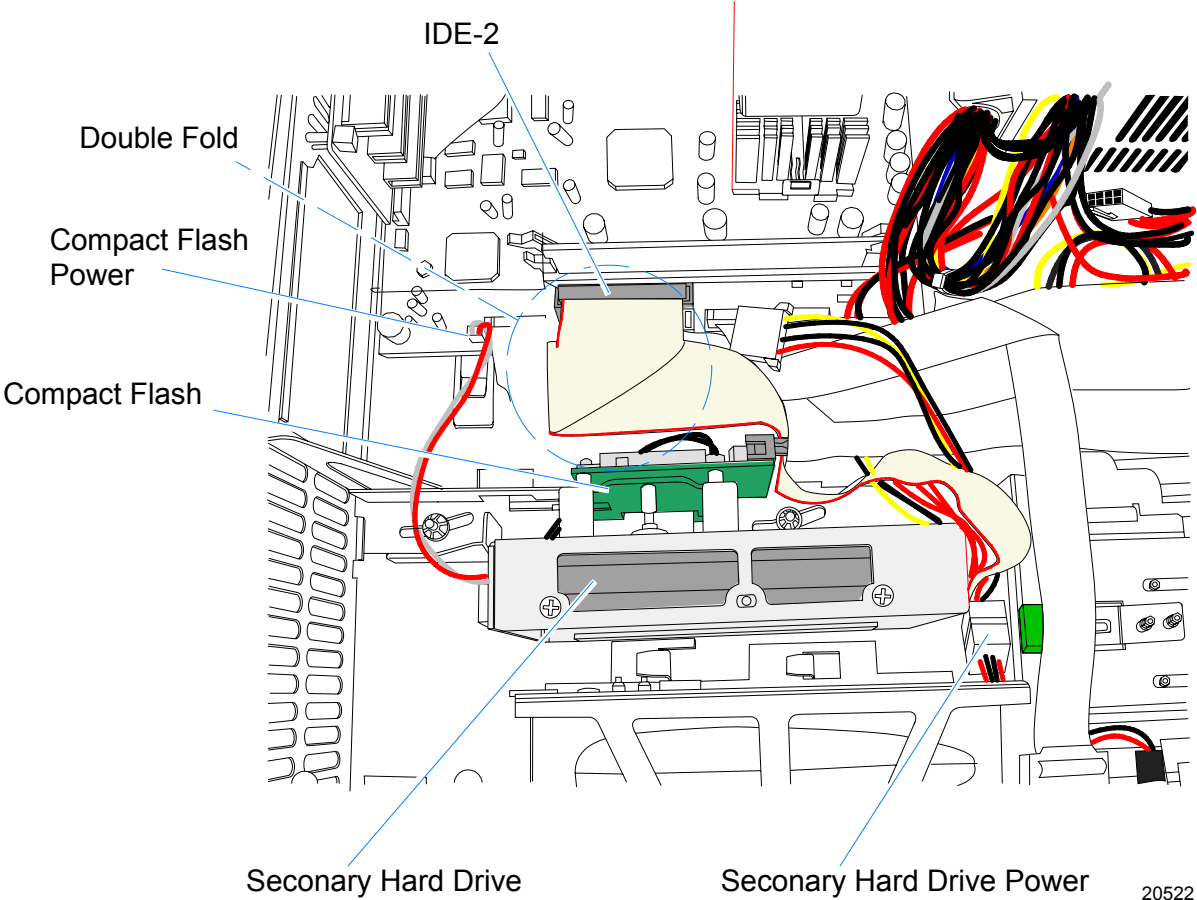 IDE-2
Double Fold
Compact Flash
Power
Compact Flash
Seconary Hard Drive
Seconary Hard Drive Power
20522